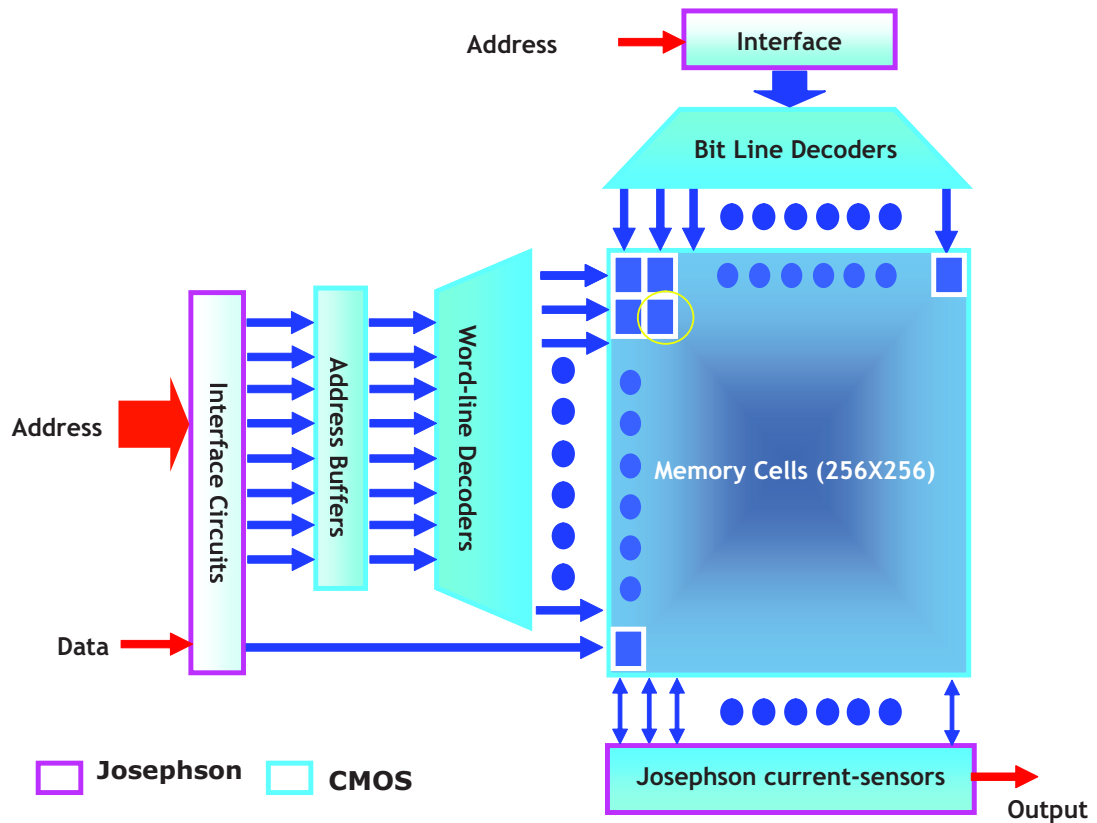 Address
Interface
Bit Line Decoders
Address
Interface Circuits
Address Buffers
Word-line Decoders
Memory Cells (256X256)
Data
Josephson
CMOS
Josephson current-sensors
Output